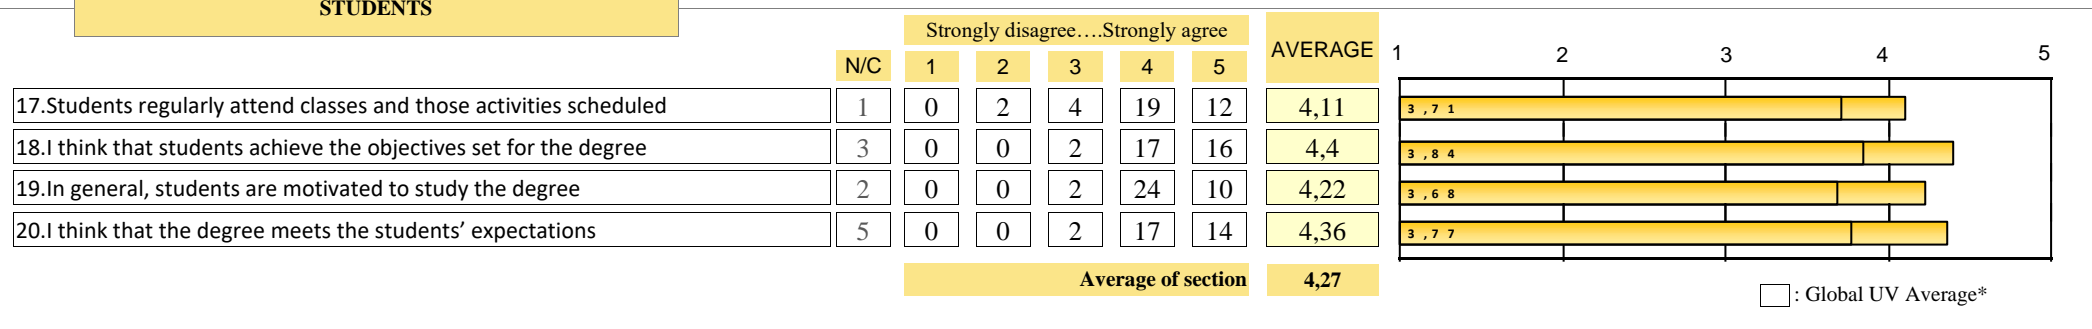 STUDENTS
Strongly disagree….Strongly agree
AVERAGE
N/C 1 2 3 4 5
1 2 3 4 5
17.Students regularly attend classes and those activities scheduled 1 0 2 4 19 12 4,11 3,71
18.I think that students achieve the objectives set for the degree 3 0 0 2 17 16 4,4 3,84
19.In general, students are motivated to study the degree 2 0 0 2 24 10 4,22 3,68
20.I think that the degree meets the students’ expectations 5 0 0 2 17 14 4,36 3,77
Average of section 4,27
: Global UV Average*